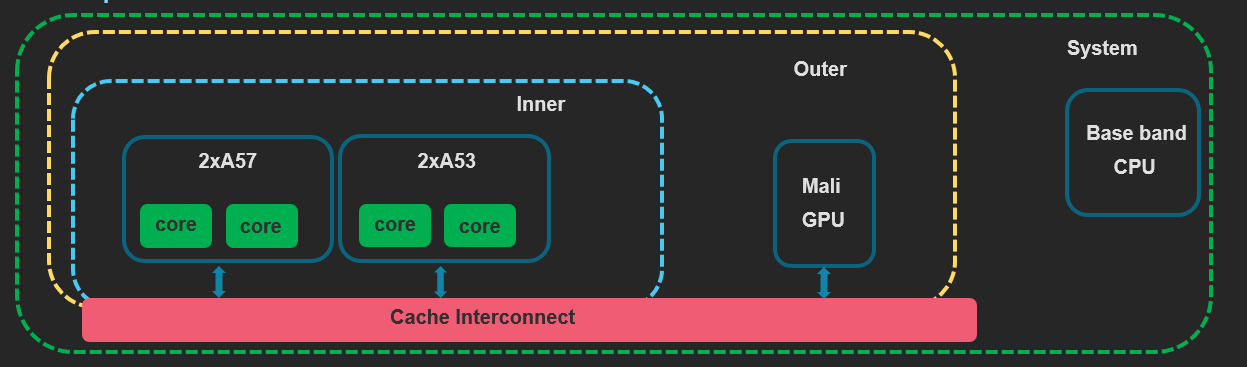 System
Outer
Inner
Base band
CPU
2xA57
2xA53
Mali
GPU
core
core
core
core
Cache Interconnect